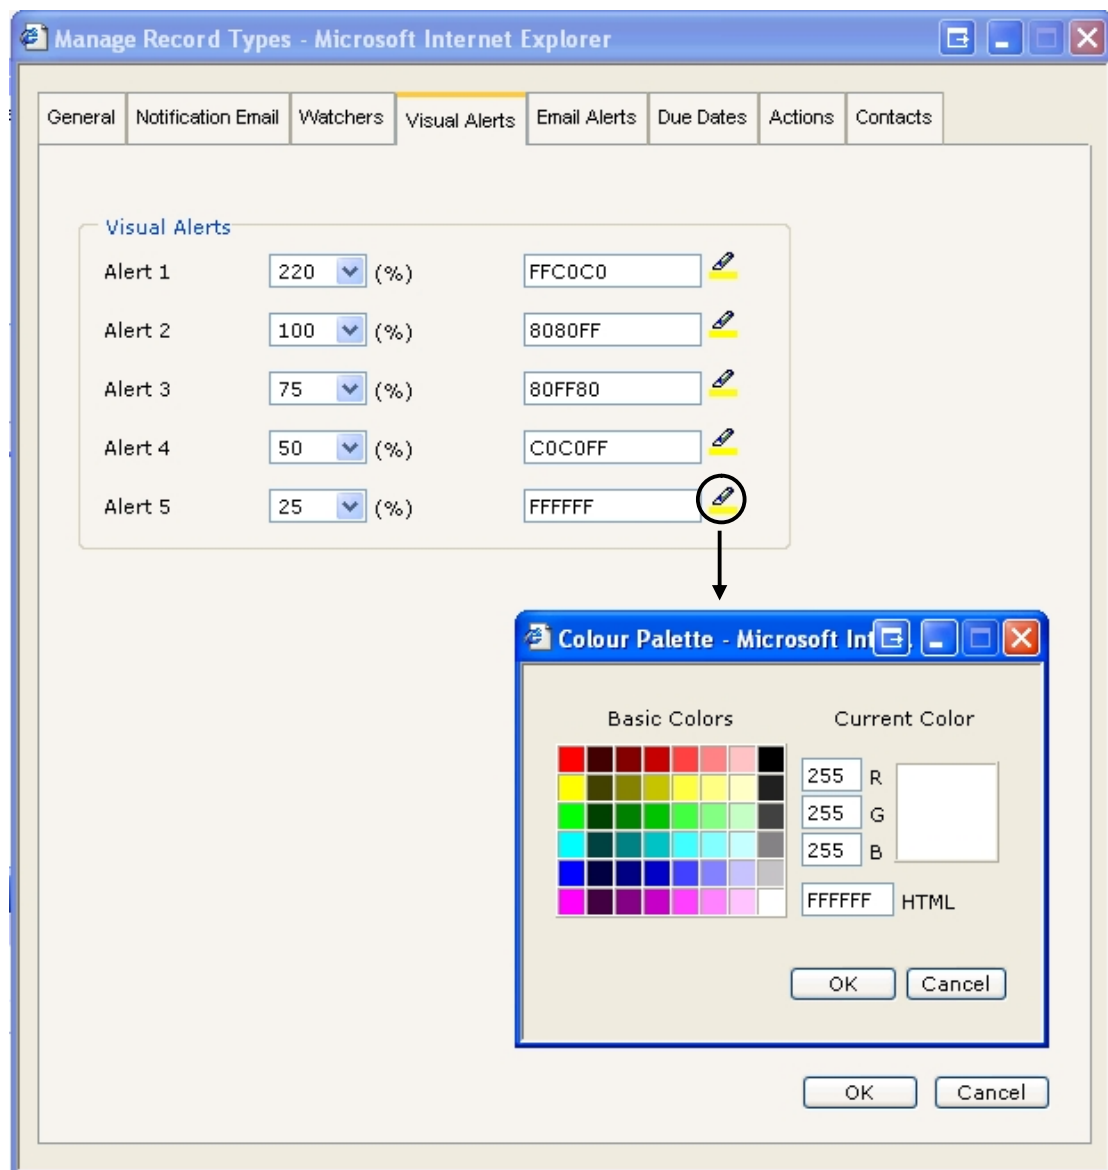 Manage Record Types - Microsoft Internet Explorer
General Notification Email Watchers Visual Alerts Email Alerts Due Dates Actions Contacts
Visual Alerts
Alert 1 220 (%) FFC0C0
Alert 2 100 (%) 8080FF
Alert 3 75 (%) 80FF80
Alert 4 50 (%) C0C0FF
Alert 5 25 (%) FFFFFF
Colour Palette - Microsoft Int
Basic Colors Current Color
255 R
255 G
255 B
FFFFFF HTML
OK Cancel
OK Cancel